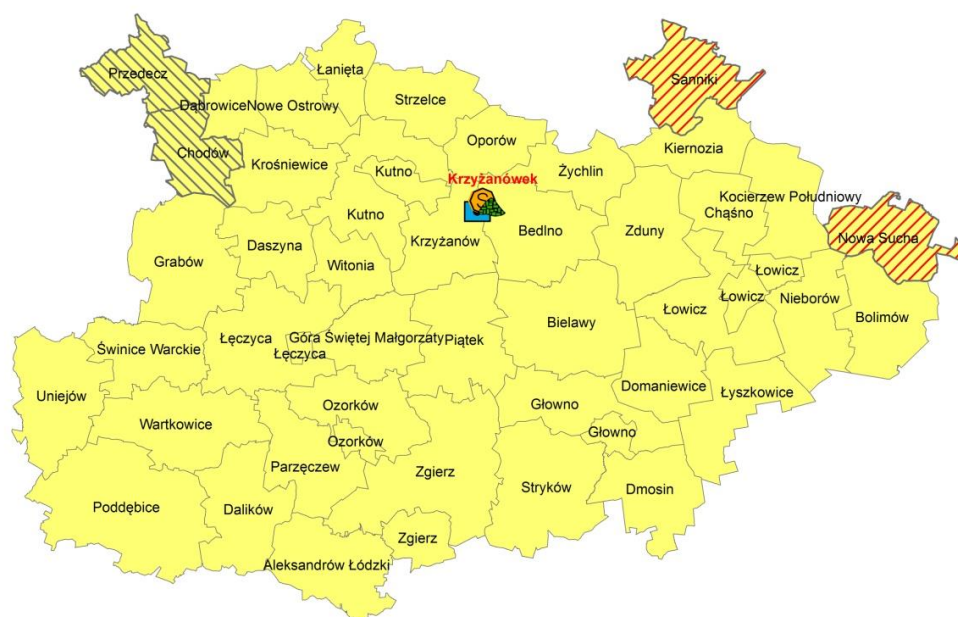 Łanięta
Przedecz
Sanniki
Dąbrowice
Nowe Ostrowy
Strzelce
Oporów
Kiernozia
Chodów
Krośniewice
Kutno
Krzyżanówek
Żychlin
Kocierzew Południowy
Chąśno
Kutno
Zduny
Bedlno
Krzyżanów
Nowa Sucha
Daszyna
Witonia
Grabów
Łowicz
Łowicz
Nieborów
Łowicz
Bolimów
Bielawy
Łęczyca
Góra Świętej Małgorzaty
Piątek
Łęczyca
Świnice Warckie
Domaniewice
Łyszkowice
Uniejów
Ozorków
Głowno
Wartkowice
Ozorków
Głowno
Parzęczew
Zgierz
Stryków
Dmosin
Poddębice
Dalików
Zgierz
Aleksandrów Łódzki